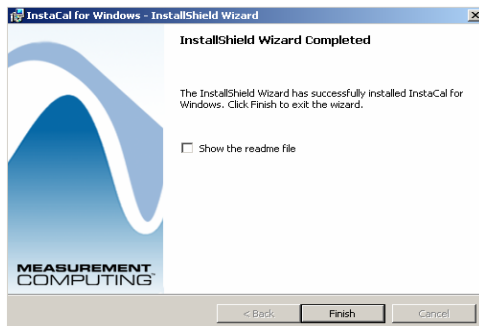 InstaCal for Windows - InstallShield Wizard
InstallShield Wizard Completed
The InstallShield Wizard has successfully installed InstaCal for
Windows. Click Finish to exit the wizard.
Show the readme file
MEASUREMENT
COMPUTING™
< Back
Finish
Cancel